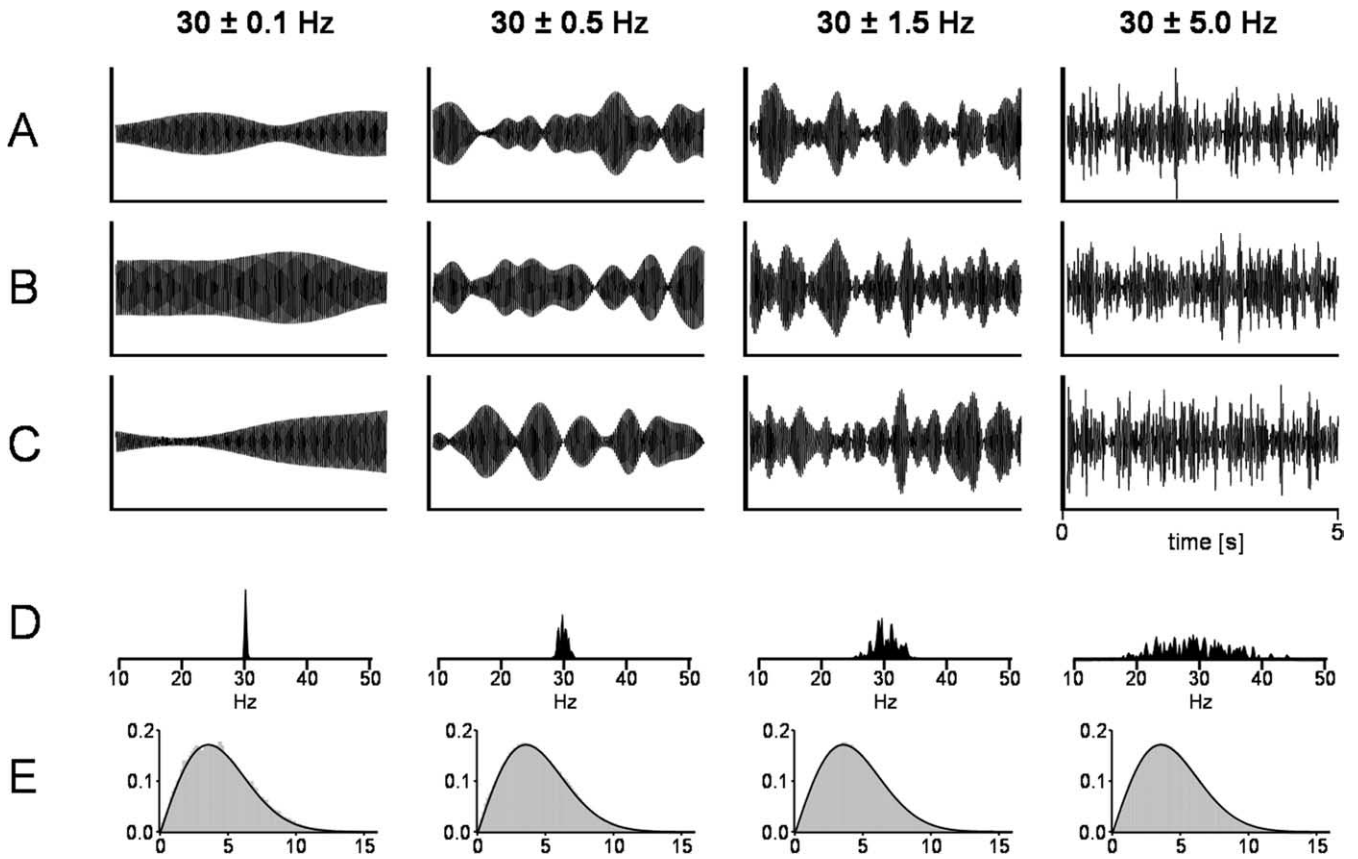 30 ± 0.1 Hz 30 ± 0.5 Hz 30 ± 1.5 Hz 30 ± 5.0 Hz
A
B
C
0 5
time [s]
D
10 20 30 40 50 10 20 30 40 50 10 20 30 40 50 10 20 30 40 50
Hz Hz Hz Hz
E
0.2 0.2 0.2 0.2
0.1 0.1 0.1 0.1
0.0 0.0 0.0 0.0
0 5 10 15 0 5 10 15 0 5 10 15 0 5 10 15